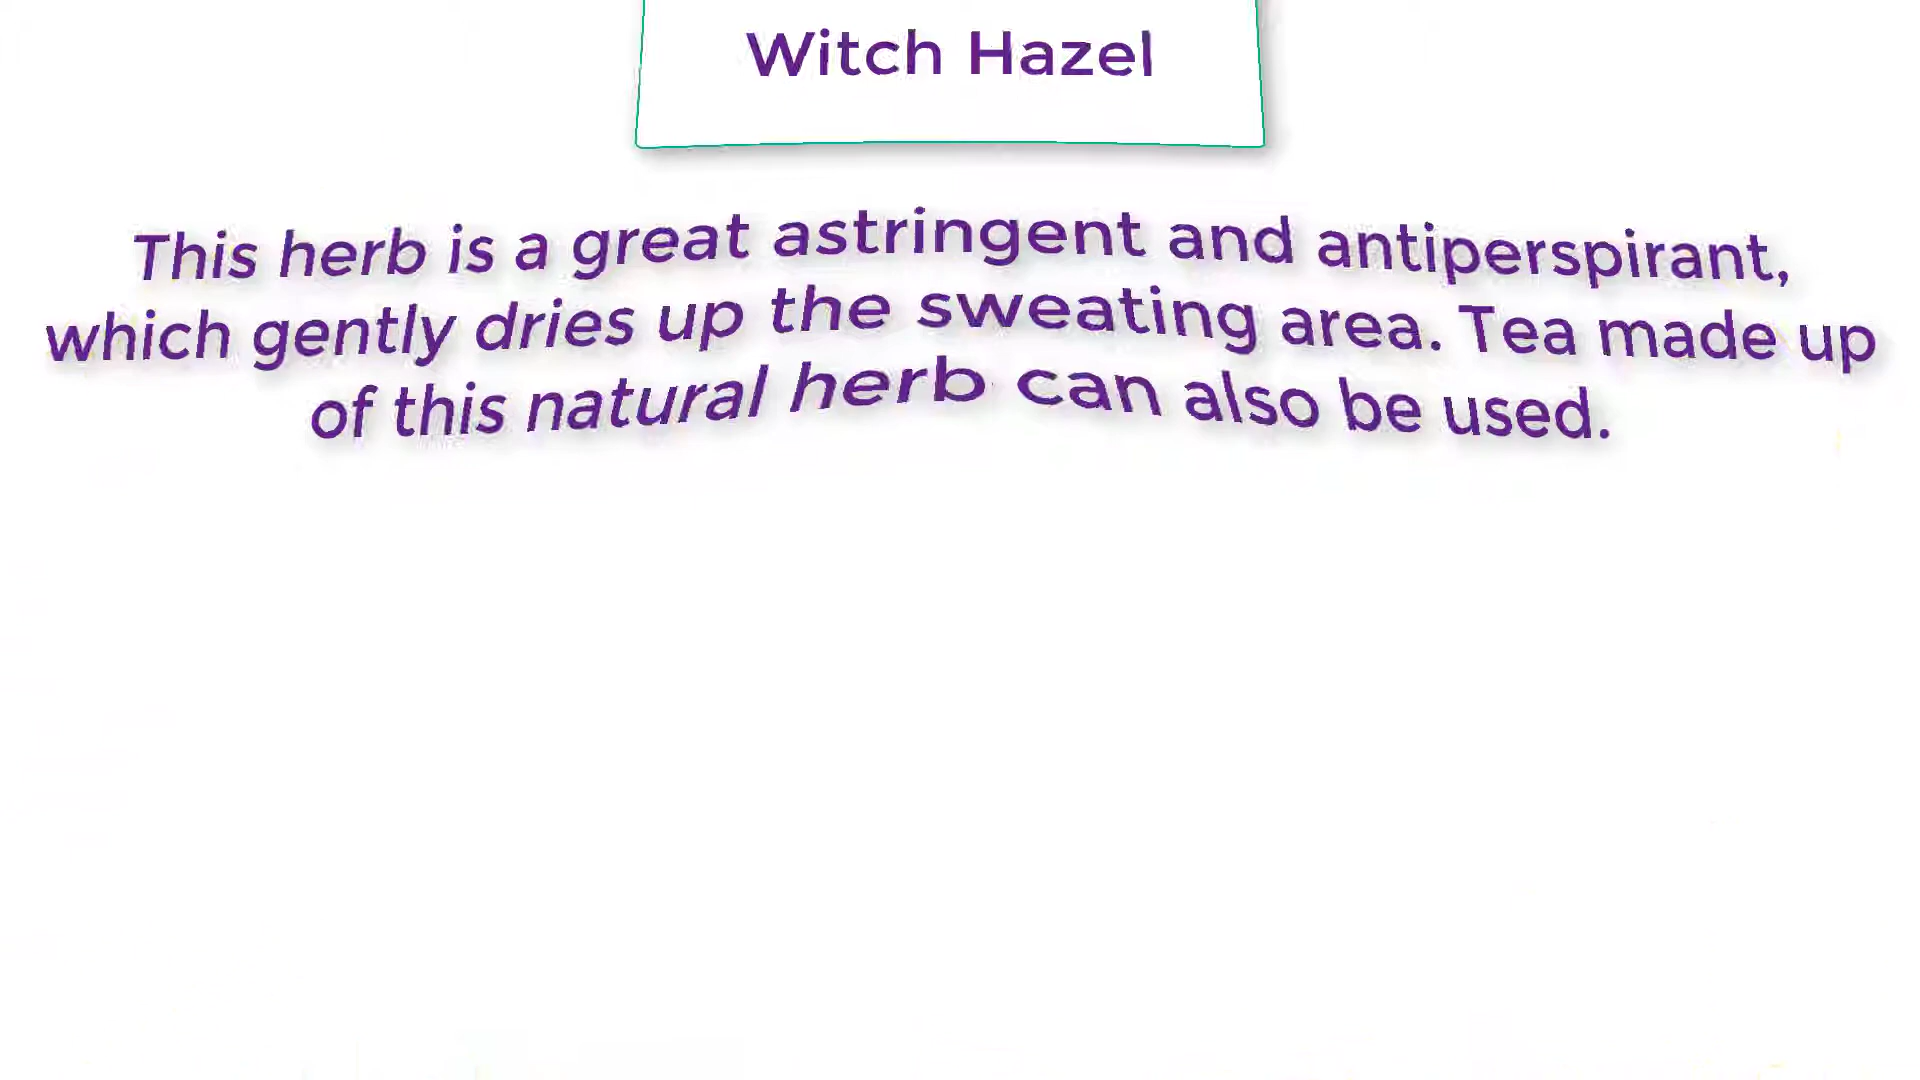 Witch Hazel
This herb is a great astringent and antiperspirant,
which gently dries up the sweating area. Tea made up
of this natural herb can also be used.